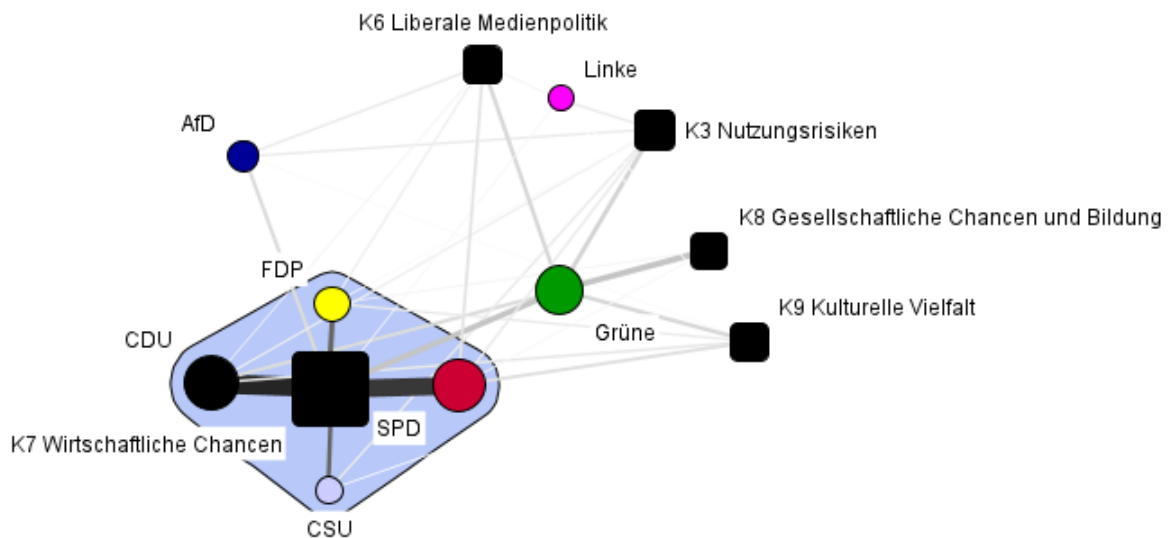 K6 Liberale Medienpolitik
Linke
AfD
K3 Nutzungsrisiken
K8 Gesellschaftliche Chancen und Bildung
FDP
K9 Kulturelle Vielfalt
Grüne
CDU
SPD
K7 Wirtschaftliche Chancen
CSU